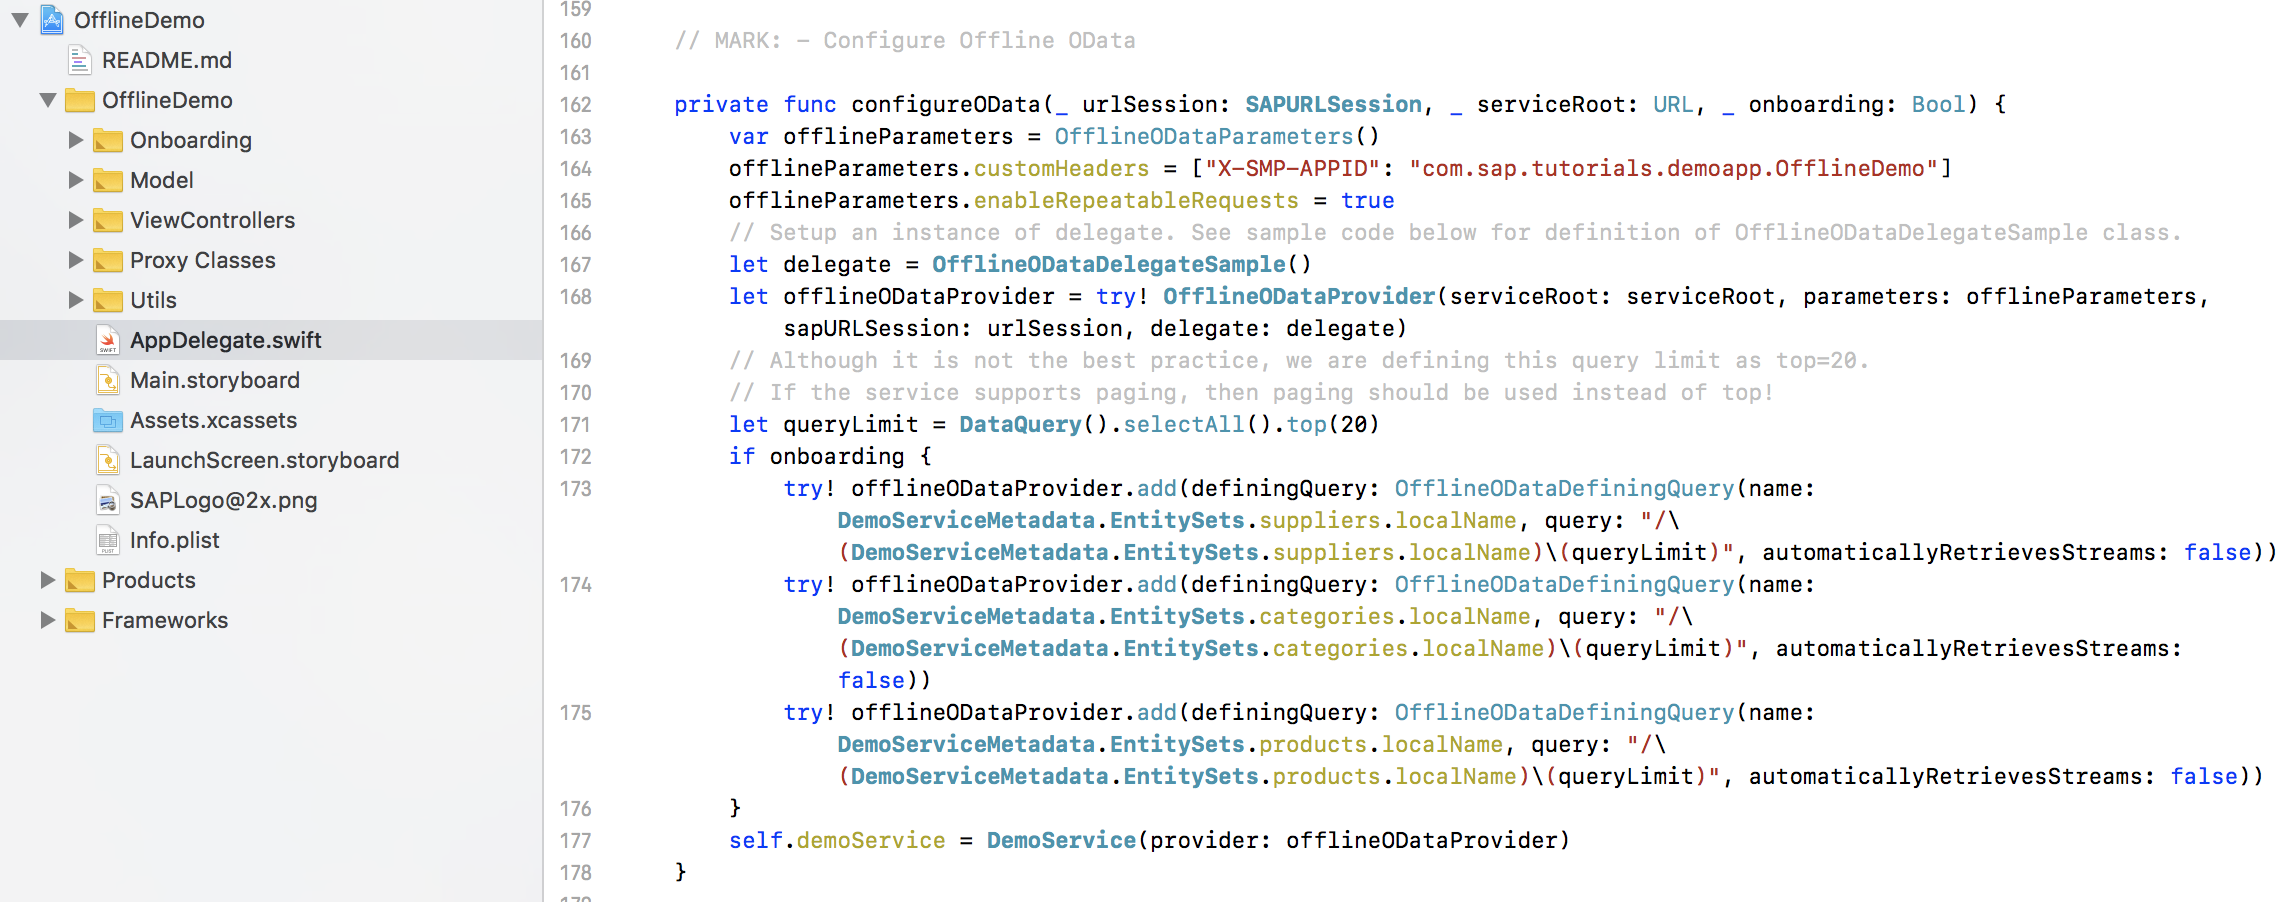 OfflineDemo
README.md
OfflineDemo
Onboarding
Model
ViewControllers
Proxy Classes
Utils
AppDelegate.swift
Main.storyboard
Assets.xcassets
LaunchScreen.storyboard
SAPLogo@2x.png
Info.plist
Products
Frameworks
159
160 // MARK: - Configure Offline OData
161
162 private func configureOData(_ urlSession: SAPURLSession, _ serviceRoot: URL, _ onboarding: Bool) {
163 var offlineParameters = OfflineODataParameters()
164 offlineParameters.customHeaders = ["X-SMP-APPID": "com.sap.tutorials.demoapp.OfflineDemo"]
165 offlineParameters.enableRepeatableRequests = true
166 // Setup an instance of delegate. See sample code below for definition of OfflineODataDelegateSample class.
167 let delegate = OfflineODataDelegateSample()
168 let offlineODataProvider = try! OfflineODataProvider(serviceRoot: serviceRoot, parameters: offlineParameters,
sapURLSession: urlSession, delegate: delegate)
169 // Although it is not the best practice, we are defining this query limit as top=20.
170 // If the service supports paging, then paging should be used instead of top!
171 let queryLimit = DataQuery().selectAll().top(20)
172 if onboarding {
173 try! offlineODataProvider.add(definingQuery: OfflineODataDefiningQuery(name:
DemoServiceMetadata.EntitySets.suppliers.localName, query: "/\
(DemoServiceMetadata.EntitySets.suppliers.localName)\(queryLimit)", automaticallyRetrievesStreams: false))
174 try! offlineODataProvider.add(definingQuery: OfflineODataDefiningQuery(name:
DemoServiceMetadata.EntitySets.categories.localName, query: "/\
(DemoServiceMetadata.EntitySets.categories.localName)\(queryLimit)", automaticallyRetrievesStreams:
false))
175 try! offlineODataProvider.add(definingQuery: OfflineODataDefiningQuery(name:
DemoServiceMetadata.EntitySets.products.localName, query: "/\
(DemoServiceMetadata.EntitySets.products.localName)\(queryLimit)", automaticallyRetrievesStreams: false))
176 }
177 self.demoService = DemoService(provider: offlineODataProvider)
178 }